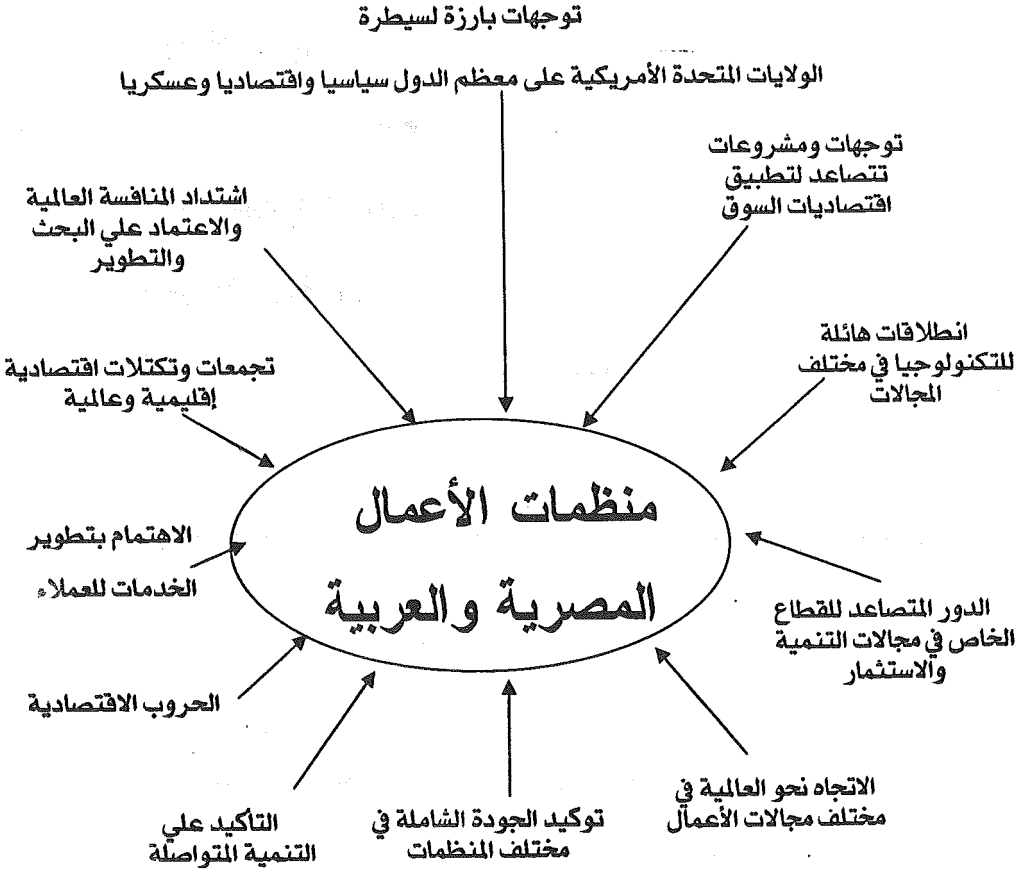 توجهات بارزة لسيطرة
الولايات المتحدة الأمريكية على معظم الدول سياسيا واقتصاديا وعسكريا
توجهات ومشروعات
تتصاعد لتطبيق
اقتصاديات السوق
اشتداد المنافسة العالمية
والاعتماد علي البحث
والتطوير
انطلاقات هائلة
للتكنولوجيا في مختلف
المجالات
تجمعات وتكتلات اقتصادية
إقليمية وعالمية
منظمات الأعمال
المصرية والعربية
الاهتمام بتطوير
الخدمات للعملاء
الدور المتصاعد للقطاع
الخاص في مجالات التنمية
والاستثمار
الحروب الاقتصادية
الاتجاه نحو العالمية في
مختلف مجالات الأعمال
توكيد الجودة الشاملة في
مختلف المنظمات
التأكيد علي
التنمية المتواصلة